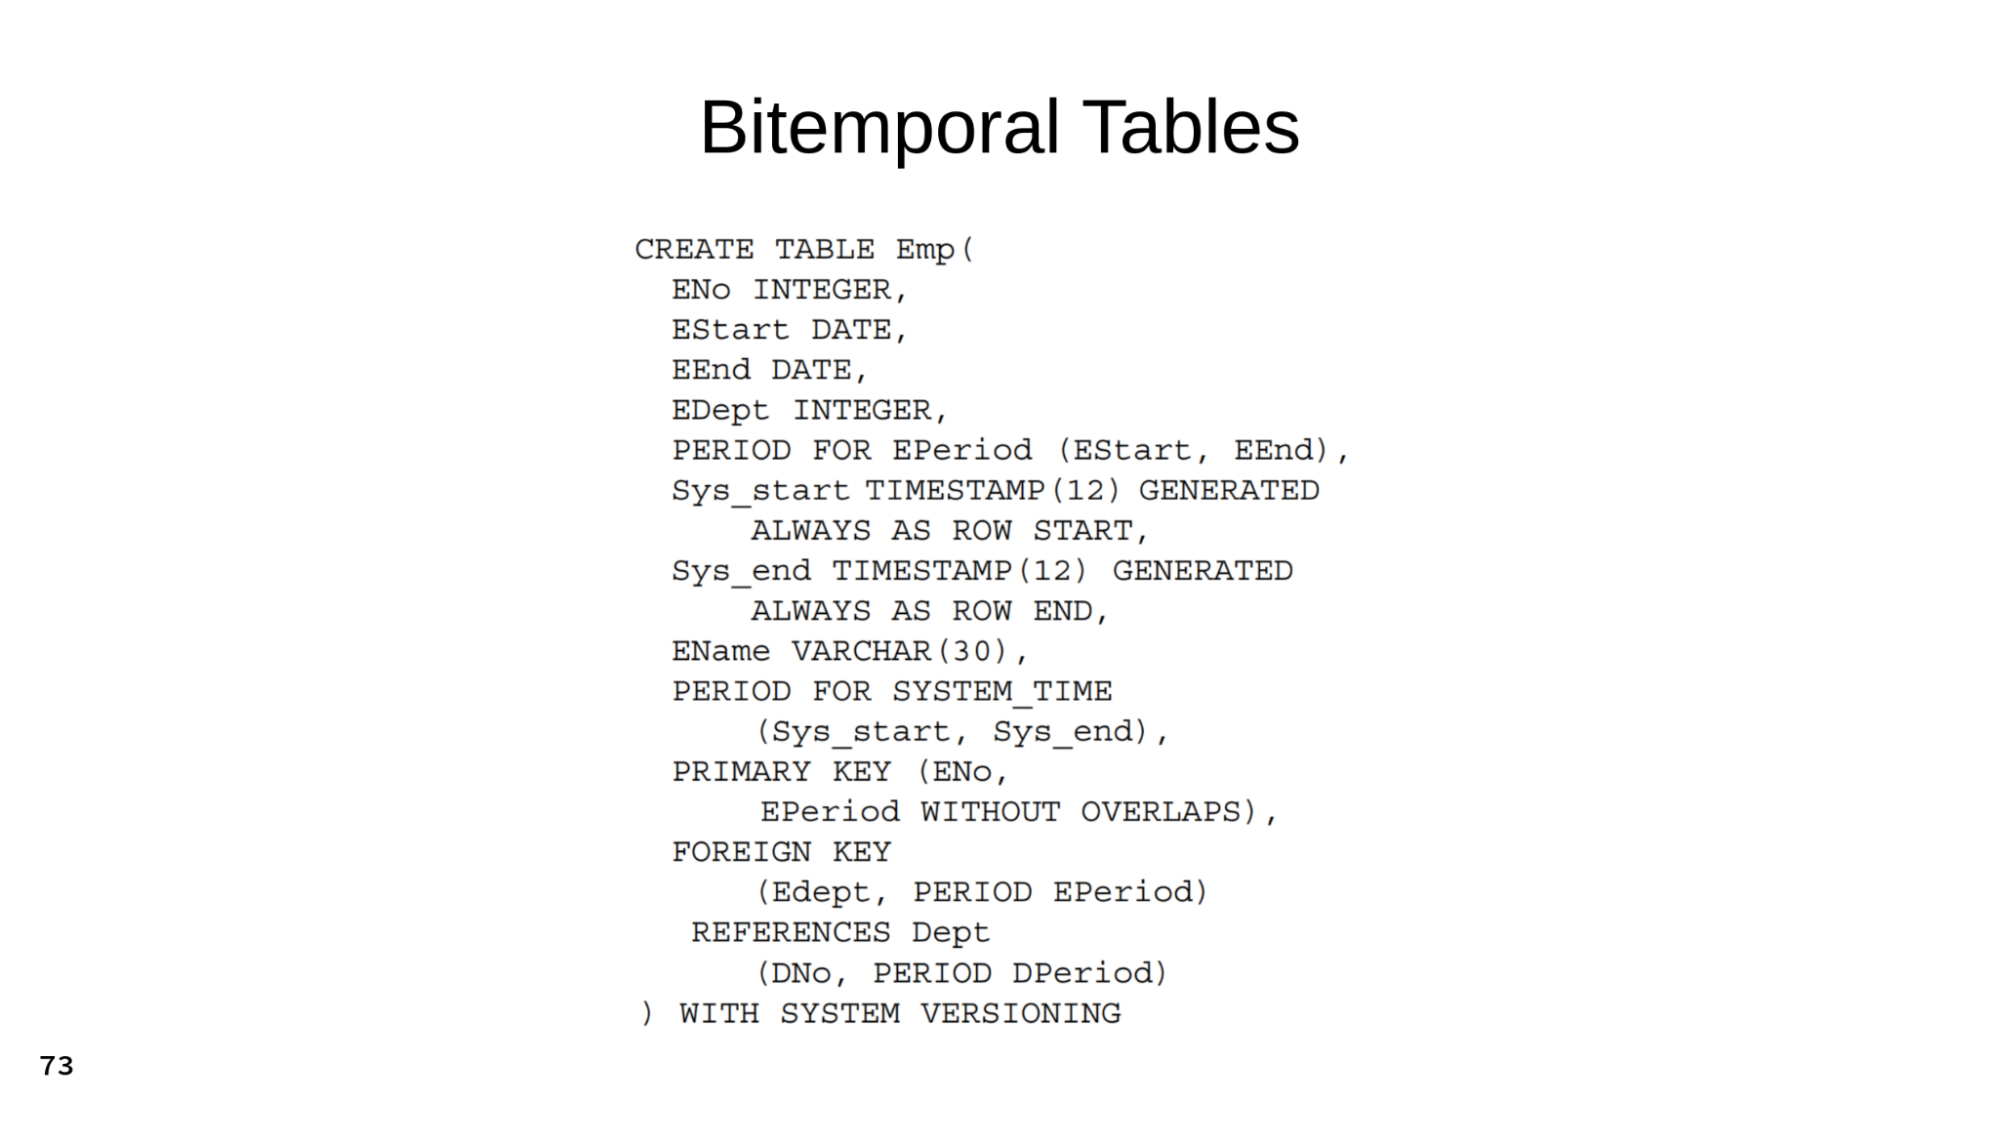 Bitemporal Tables
CREATE TABLE Emp(
ENo INTEGER,
EStart DATE,
EEnd DATE,
EDept INTEGER,
PERIOD FOR EPeriod (EStart, EEnd),
Sys_start TIMESTAMP(12) GENERATED
ALWAYS AS ROW START,
Sys_end TIMESTAMP(12) GENERATED
ALWAYS AS ROW END,
EName VARCHAR(30),
PERIOD FOR SYSTEM_TIME
(Sys_start, Sys_end),
PRIMARY KEY (ENo,
EPeriod WITHOUT OVERLAPS),
FOREIGN KEY
(Edept, PERIOD EPeriod)
REFERENCES Dept
(DNo, PERIOD DPeriod)
) WITH SYSTEM VERSIONING
73